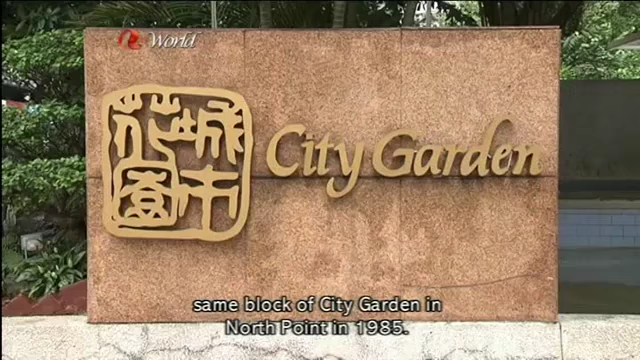 World
城市
花園
City Garden
same block of City Garden in
North Point in 1985.